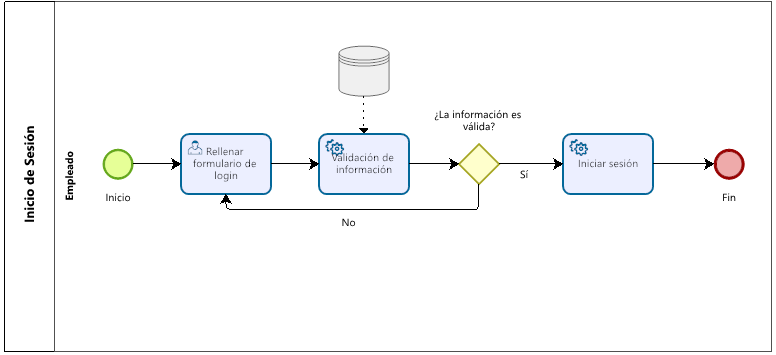 Inicio de Sesión
Empleado
Inicio
Rellenar
formulario de
login
Validación de
información
¿La información es
válida?
Sí
No
Iniciar sesión
Fin